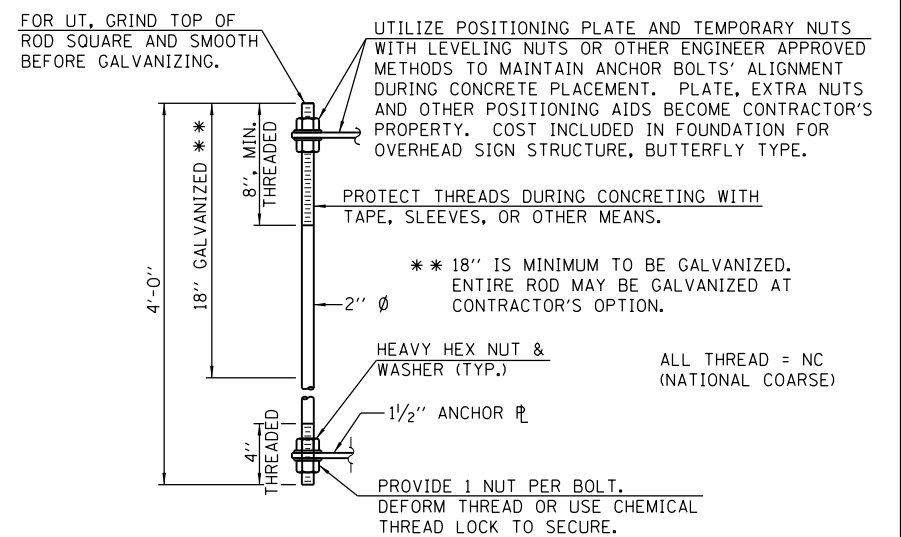 FOR UT, GRIND TOP OF
ROD SQUARE AND SMOOTH
BEFORE GALVANIZING.
UTILIZE POSITIONING PLATE AND TEMPORARY NUTS
WITH LEVELING NUTS OR OTHER ENGINEER APPROVED
METHODS TO MAINTAIN ANCHOR BOLTS' ALIGNMENT
DURING CONCRETE PLACEMENT. PLATE, EXTRA NUTS
AND OTHER POSITIONING AIDS BECOME CONTRACTOR'S
PROPERTY. COST INCLUDED IN FOUNDATION FOR
OVERHEAD SIGN STRUCTURE, BUTTERFLY TYPE.
4'-0''
18'' GALVANIZED * *
8'', MIN.
THREADED
PROTECT THREADS DURING CONCRETING WITH
TAPE, SLEEVES, OR OTHER MEANS.
* * 18'' IS MINIMUM TO BE GALVANIZED.
ENTIRE ROD MAY BE GALVANIZED AT
CONTRACTOR'S OPTION.
2'' Ø
HEAVY HEX NUT &
WASHER (TYP.)
ALL THREAD = NC
(NATIONAL COARSE)
1 1/2'' ANCHOR ⅊
4''
THREADED
PROVIDE 1 NUT PER BOLT.
DEFORM THREAD OR USE CHEMICAL
THREAD LOCK TO SECURE.